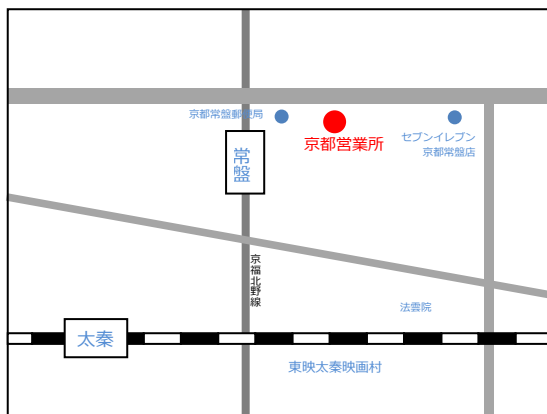 京都常盤郵便局
京都営業所
セブンイレブン
京都常盤店
常盤
京福北野線
法雲院
太秦
東映太秦映画村